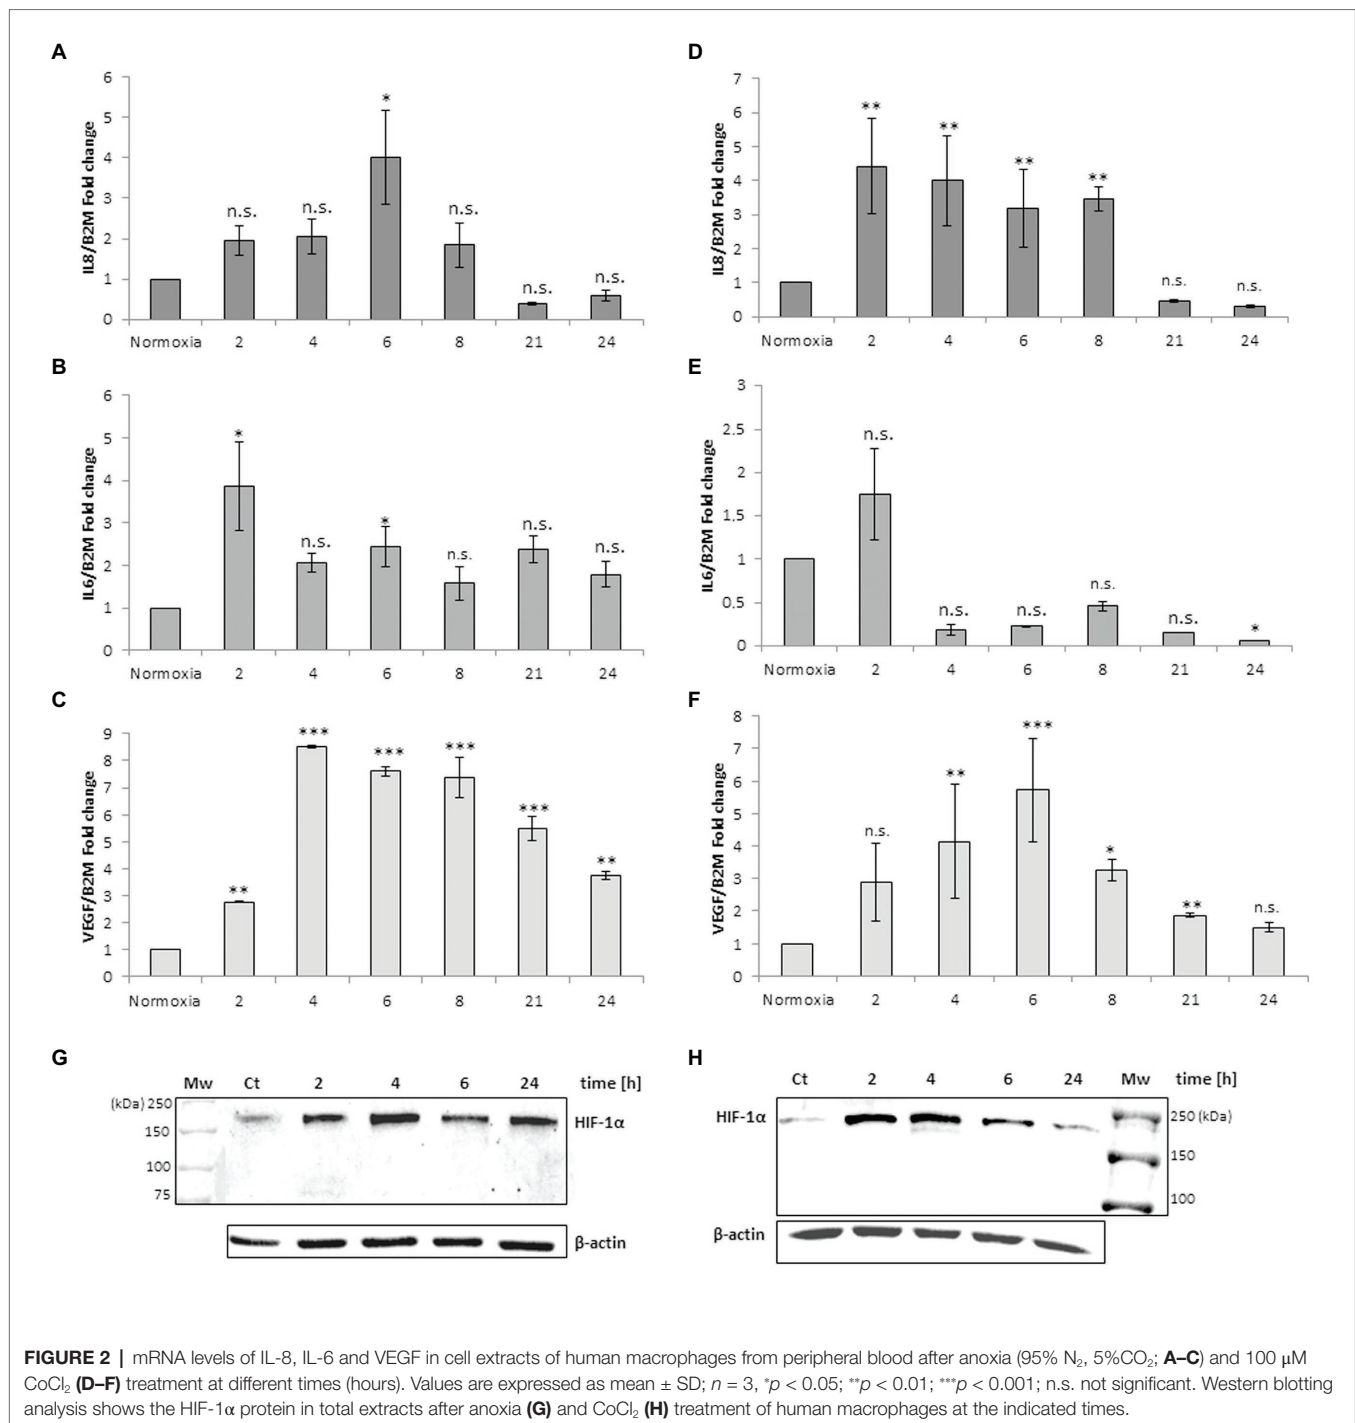 A
IL8/B2M Fold change
6
5
4
3
2
1
0
*
n.s.
n.s.
n.s.
n.s.
n.s.
Normoxia 2 4 6 8 21 24
D
IL8/B2M Fold change
7
6
5
4
3
2
1
0
**
**
**
**
n.s.
n.s.
Normoxia 2 4 6 8 21 24
B
IL6/B2M Fold change
6
5
4
3
2
1
0
*
n.s.
*
n.s.
n.s.
n.s.
Normoxia 2 4 6 8 21 24
E
IL6/B2M Fold change
3
2.5
2
1.5
1
0.5
0
n.s.
n.s.
n.s.
n.s.
n.s.
*
Normoxia 2 4 6 8 21 24
C
VEGF/B2M Fold change
9
8
7
6
5
4
3
2
1
0
**
***
***
***
***
**
Normoxia 2 4 6 8 21 24
F
VEGF/B2M Fold change
8
7
6
5
4
3
2
1
0
n.s.
**
***
*
**
n.s.
Normoxia 2 4 6 8 21 24
G
Mw Ct 2 4 6 24 time [h]
(kDa) 250
150
100
75
HIF-1α
β-actin
H
Ct 2 4 6 24 Mw time [h]
HIF-1α
250 (kDa)
150
100
β-actin
FIGURE 2 | mRNA levels of IL-8, IL-6 and VEGF in cell extracts of human macrophages from peripheral blood after anoxia (95% N₂, 5%CO₂; A–C) and 100 μM
CoCl₂ (D–F) treatment at different times (hours). Values are expressed as mean ± SD; n = 3, *p < 0.05; **p < 0.01; ***p < 0.001; n.s. not significant. Western blotting
analysis shows the HIF-1α protein in total extracts after anoxia (G) and CoCl₂ (H) treatment of human macrophages at the indicated times.